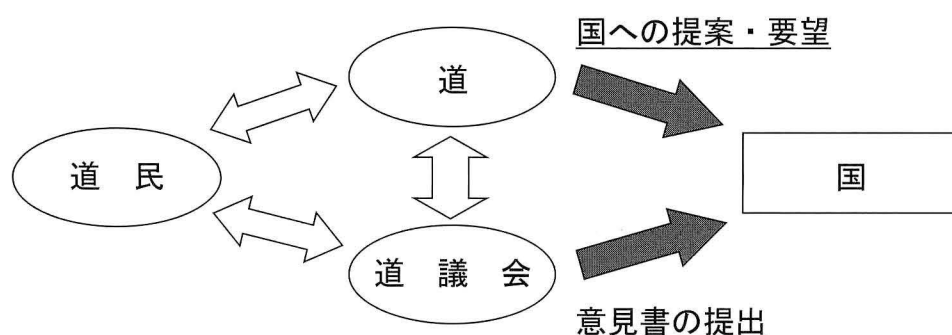 国への提案・要望
道
道 民
国
道 議 会
意見書の提出